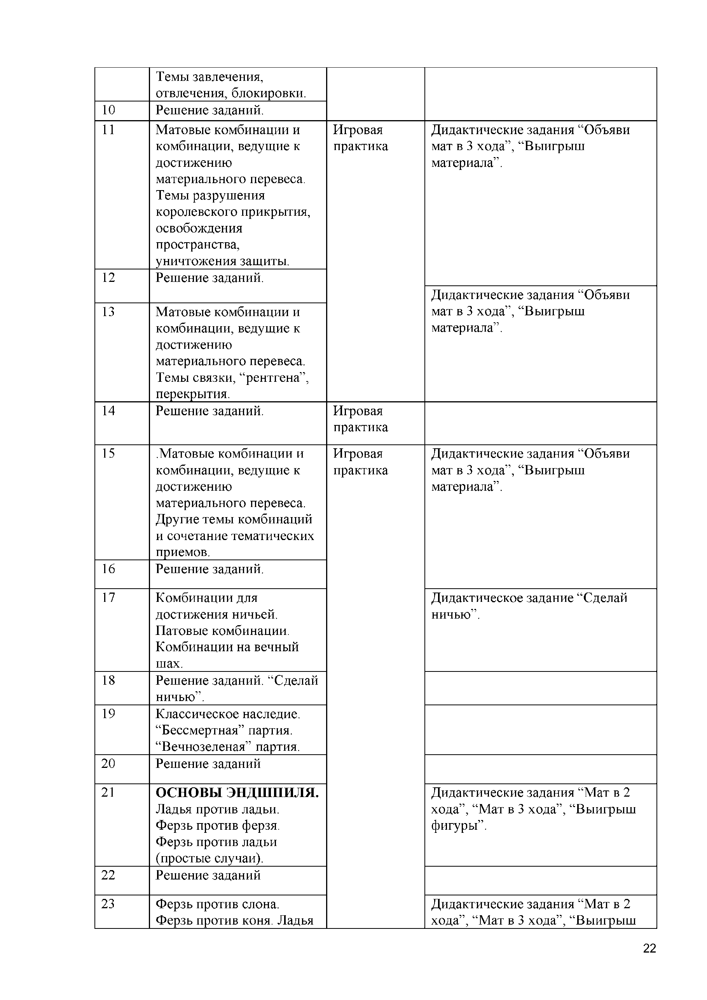 Темы завлечения,
отвлечения, блокировки.
10
Решение заданий.
11
Матовые комбинации и
комбинации, ведущие к
достижению
материального перевеса.
Темы разрушения
королевского прикрытия,
освобождения
пространства,
уничтожения защиты.
Игровая
практика
Дидактические задания “Объяви
мат в 3 хода”, “Выигрыш
материала”.
12
Решение заданий.
Дидактические задания “Объяви
мат в 3 хода”, “Выигрыш
материала”.
13
Матовые комбинации и
комбинации, ведущие к
достижению
материального перевеса.
Темы связки, “рентгена”,
перекрытия.
14
Решение заданий.
Игровая
практика
15
.Матовые комбинации и
комбинации, ведущие к
достижению
материального перевеса.
Другие темы комбинаций
и сочетание тематических
приемов.
Игровая
практика
Дидактические задания “Объяви
мат в 3 хода”, “Выигрыш
материала”.
16
Решение заданий.
17
Комбинации для
достижения ничьей.
Патовые комбинации.
Комбинации на вечный
шах.
Дидактическое задание “Сделай
ничью”.
18
Решение заданий. “Сделай
ничью”.
19
Классическое наследие.
“Бессмертная” партия.
“Вечнозеленая” партия.
20
Решение заданий
21
ОСНОВЫ ЭНДШПИЛЯ.
Ладья против ладьи.
Ферзь против ферзя.
Ферзь против ладьи
(простые случаи).
Дидактические задания “Мат в 2
хода”, “Мат в 3 хода”, “Выигрыш
фигуры”.
22
Решение заданий
23
Ферзь против слона.
Ферзь против коня. Ладья
Дидактические задания “Мат в 2
хода”, “Мат в 3 хода”, “Выигрыш
22